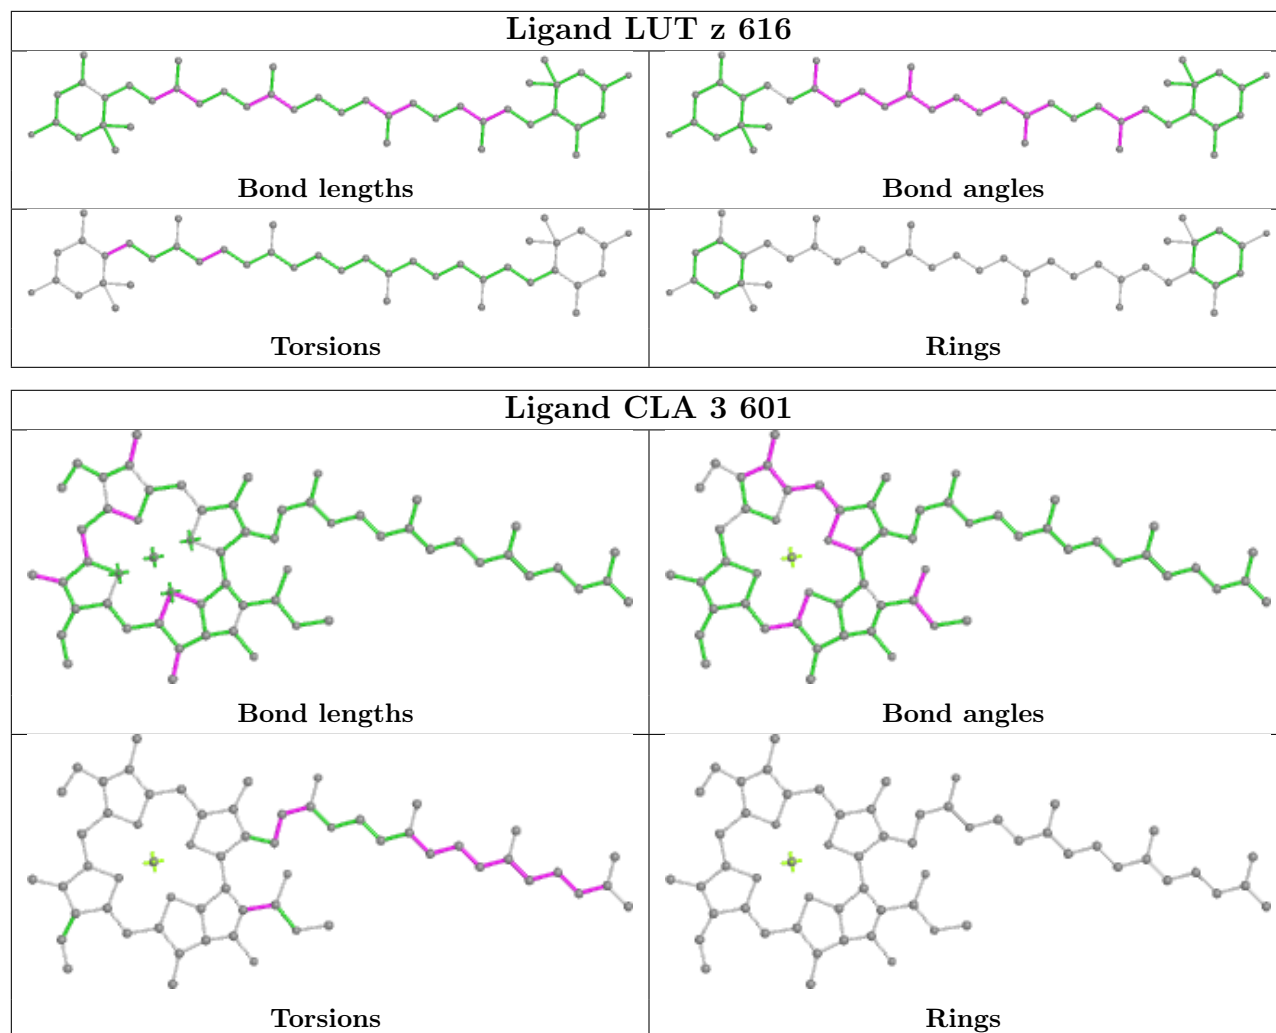 Ligand LUT z 616
Bond lengths
Bond angles
Torsions
Rings
Ligand CLA 3 601
Bond lengths
Bond angles
Torsions
Rings